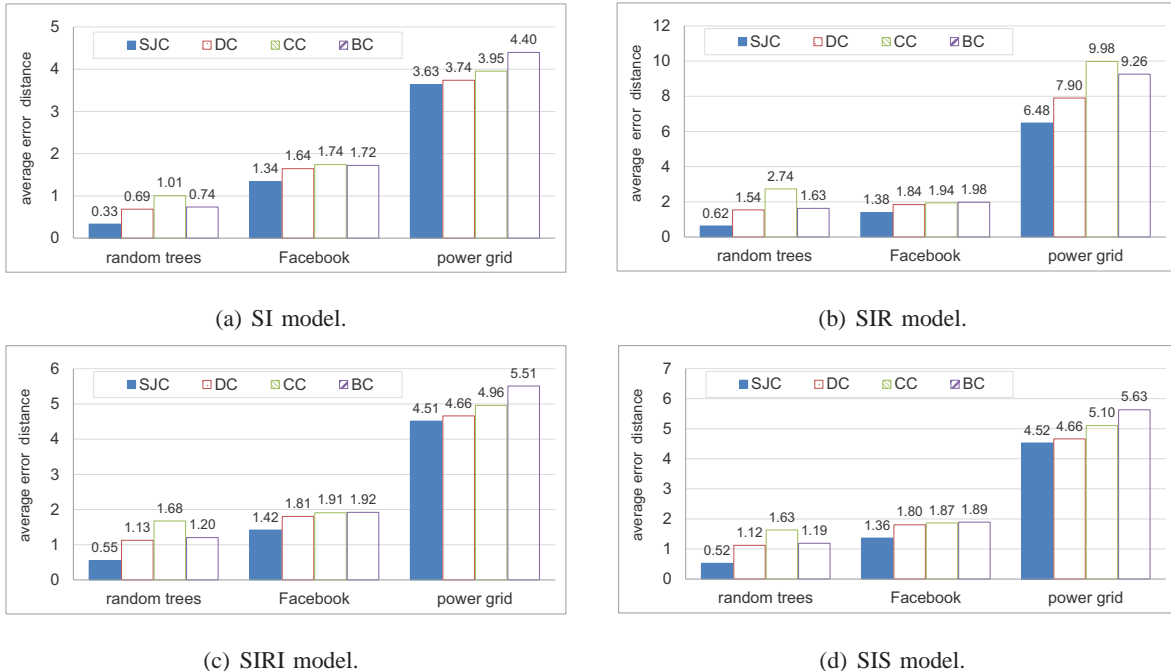 5
4
3
2
1
0
average error distance
SJC DC CC BC
0.33 0.69 1.01 0.74
1.34 1.64 1.74 1.72
3.63 3.74 3.95 4.40
random trees Facebook power grid
(a) SI model.
12
10
8
6
4
2
0
average error distance
SJC DC CC BC
0.62 1.54 2.74 1.63
1.38 1.84 1.94 1.98
6.48 7.90 9.98 9.26
random trees Facebook power grid
(b) SIR model.
6
5
4
3
2
1
0
average error distance
SJC DC CC BC
0.55 1.13 1.68 1.20
1.42 1.81 1.91 1.92
4.51 4.66 4.96 5.51
random trees Facebook power grid
(c) SIRI model.
7
6
5
4
3
2
1
0
average error distance
SJC DC CC BC
0.52 1.12 1.63 1.19
1.36 1.80 1.87 1.89
4.52 4.66 5.10 5.63
random trees Facebook power grid
(d) SIS model.